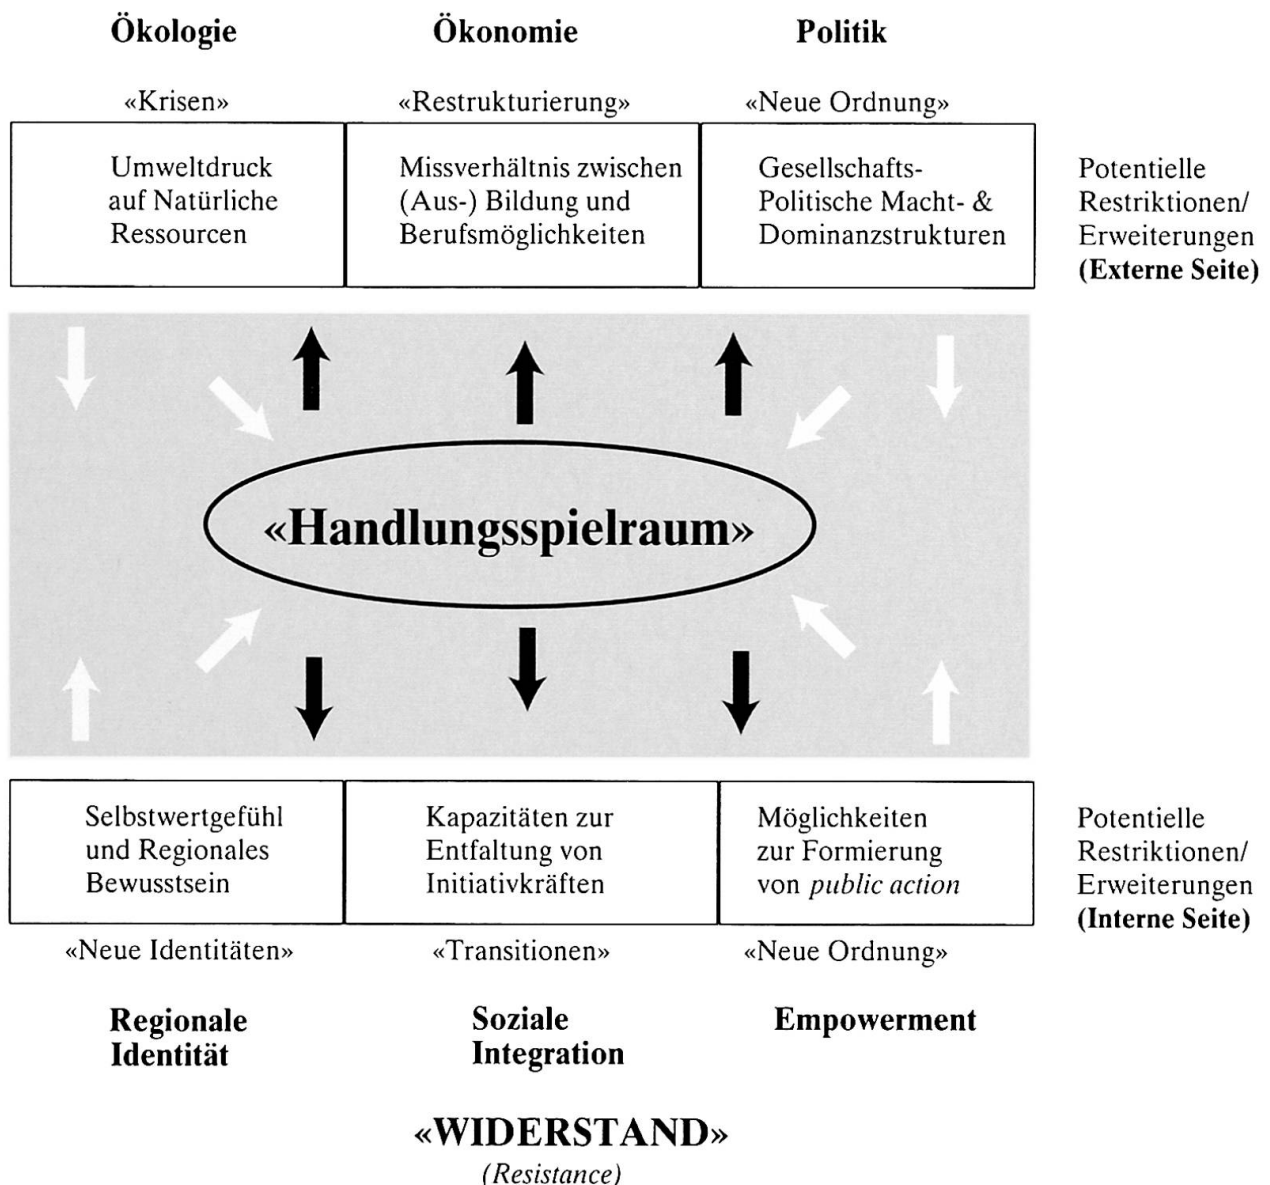 Ökologie
Ökonomie
Politik
«Krisen»
«Restrukturierung»
«Neue Ordnung»
Umweltdruck
auf Natürliche
Ressourcen
Missverhältnis zwischen
(Aus-) Bildung und
Berufsmöglichkeiten
Gesellschafts-
Politische Macht- &
Dominanzstrukturen
Potentielle
Restriktionen/
Erweiterungen
(Externe Seite)
«Handlungsspielraum»
Selbstwertgefühl
und Regionales
Bewusstsein
Kapazitäten zur
Entfaltung von
Initiativkräften
Möglichkeiten
zur Formierung
von public action
Potentielle
Restriktionen/
Erweiterungen
(Interne Seite)
«Neue Identitäten»
«Transitionen»
«Neue Ordnung»
Regionale
Identität
Soziale
Integration
Empowerment
«WIDERSTAND»
(Resistance)